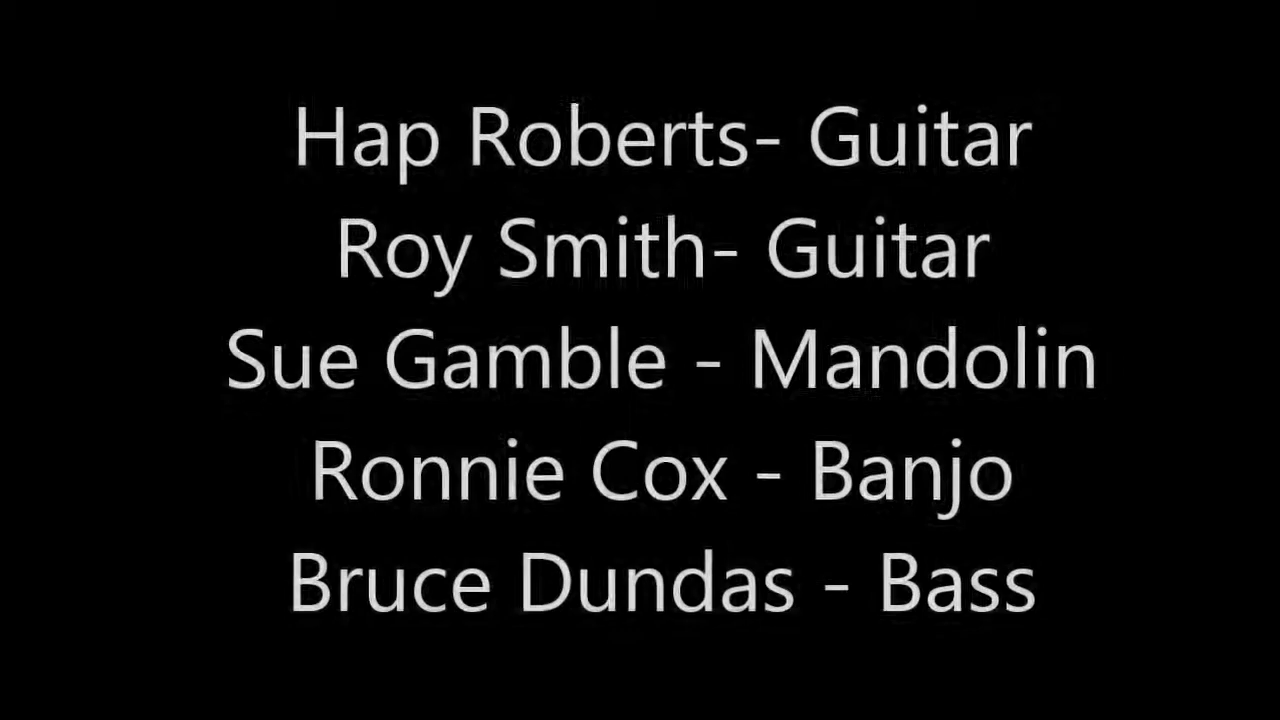 Hap Roberts- Guitar
Roy Smith- Guitar
Sue Gamble - Mandolin
Ronnie Cox - Banjo
Bruce Dundas - Bass